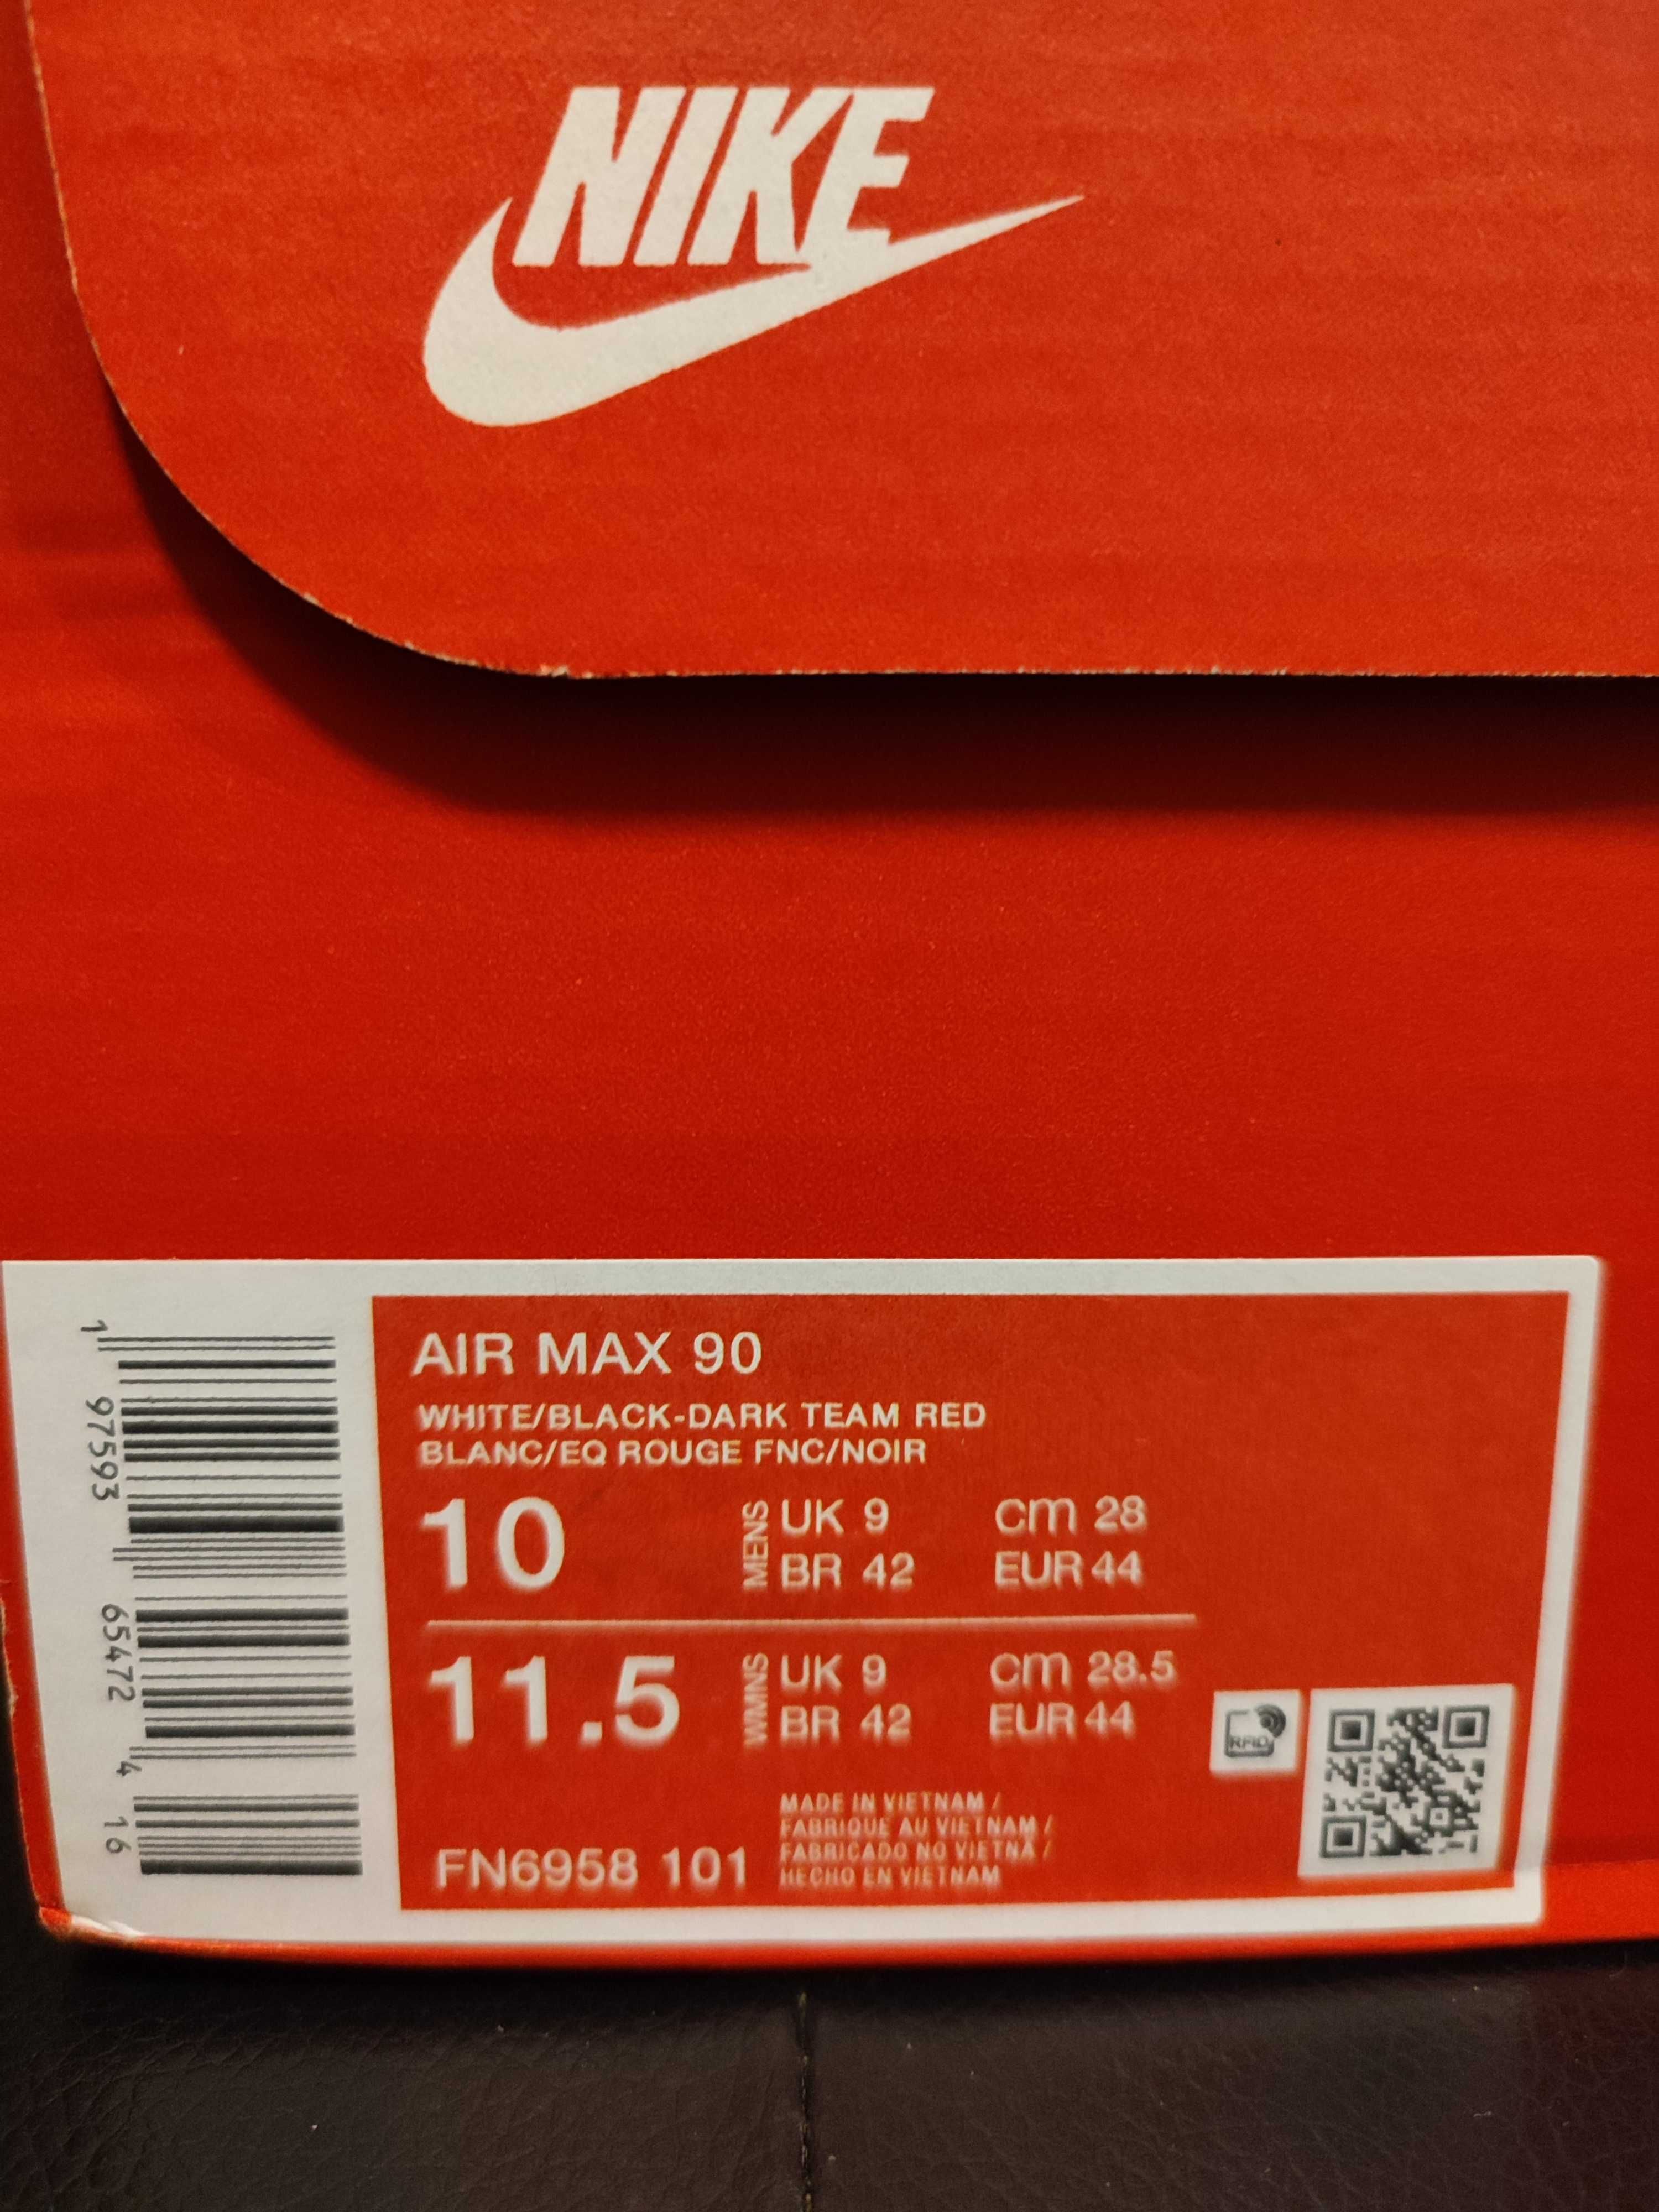 NIKE
1 97593 65472 4 16
AIR MAX 90
WHITE/BLACK-DARK TEAM RED
BLANC/EQ ROUGE FNC/NOIR
10 MENS UK 9 cm 28
BR 42 EUR 44
11.5 WMNS UK 9 cm 28.5
BR 42 EUR 44
RFID
MADE IN VIETNAM /
FABRIQUE AU VIETNAM /
FABRICADO NO VIETNÃ /
HECHO EN VIETNAM
FN6958 101